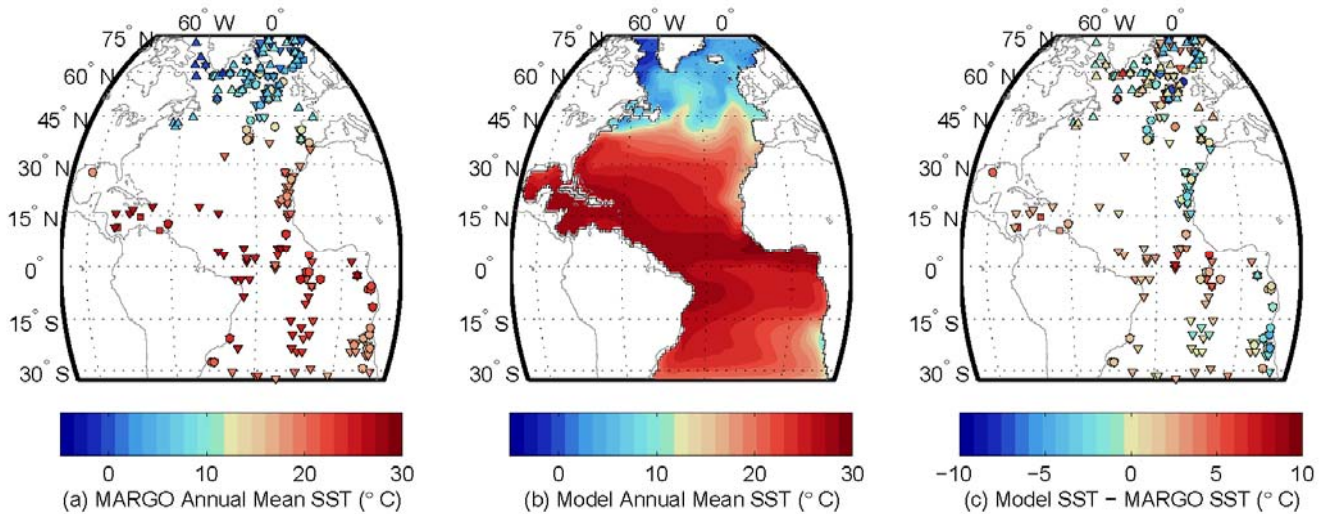 60° W 0°
75° N
60° N
45° N
30° N
15° N
0°
15° S
30° S
0 10 20 30
(a) MARGO Annual Mean SST (° C)
60° W 0°
75° N
60° N
45° N
30° N
15° N
0°
15° S
30° S
0 10 20 30
(b) Model Annual Mean SST (° C)
60° W 0°
75° N
60° N
45° N
30° N
15° N
0°
15° S
30° S
−10 −5 0 5 10
(c) Model SST − MARGO SST (° C)